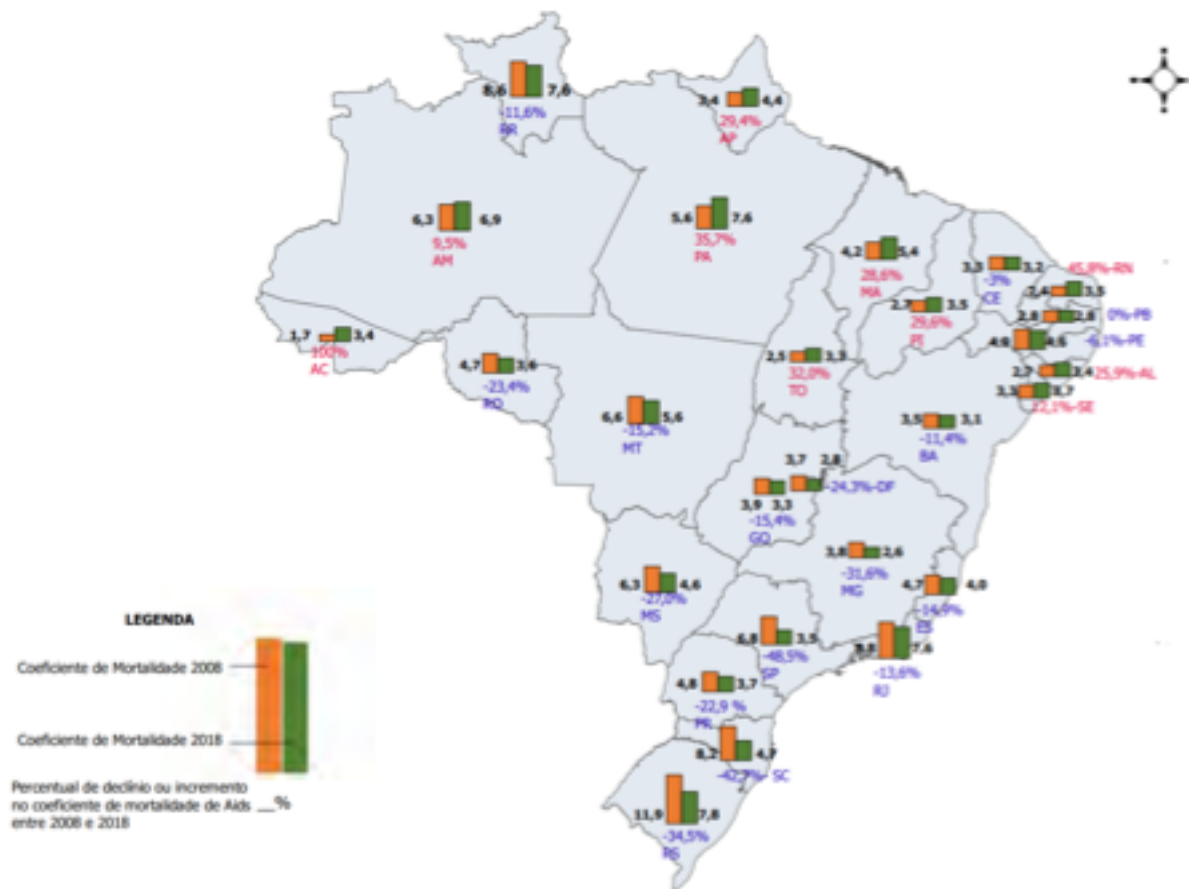 8,6 7,6
-11,6%
RR
3,4 4,4
29,4%
AP
6,3 6,9
9,5%
AM
5,6 7,6
35,7%
PA
4,2 5,4
28,6%
MA
3,3 3,2
-3%
CE
45,8%-RN
2,4 3,5
2,7 3,5
29,6%
PI
2,8 2,8
0%-PB
4,9 4,6
-6,1%-PE
1,7 3,4
100%
AC
4,7 3,6
-23,4%
RO
2,5 3,3
32,0%
TO
2,7 3,4
25,9%-AL
3,3 3,7
12,1%-SE
6,6 5,6
-15,2%
MT
3,5 3,1
-11,4%
BA
3,7 2,8
-24,3%-DF
3,9 3,3
-15,4%
GO
3,8 2,6
-31,6%
MG
6,3 4,6
-27,0%
MS
4,7 4,0
-14,9%
ES
6,8 3,5
-48,5%
SP
8,8 7,6
-13,6%
RJ
4,8 3,7
-22,9 %
PR
8,2 4,7
-42,7%- SC
11,9 7,8
-34,5%
RS
LEGENDA
Coeficiente de Mortalidade 2008
Coeficiente de Mortalidade 2018
Percentual de declínio ou incremento
no coeficiente de mortalidade de Aids __%
entre 2008 e 2018